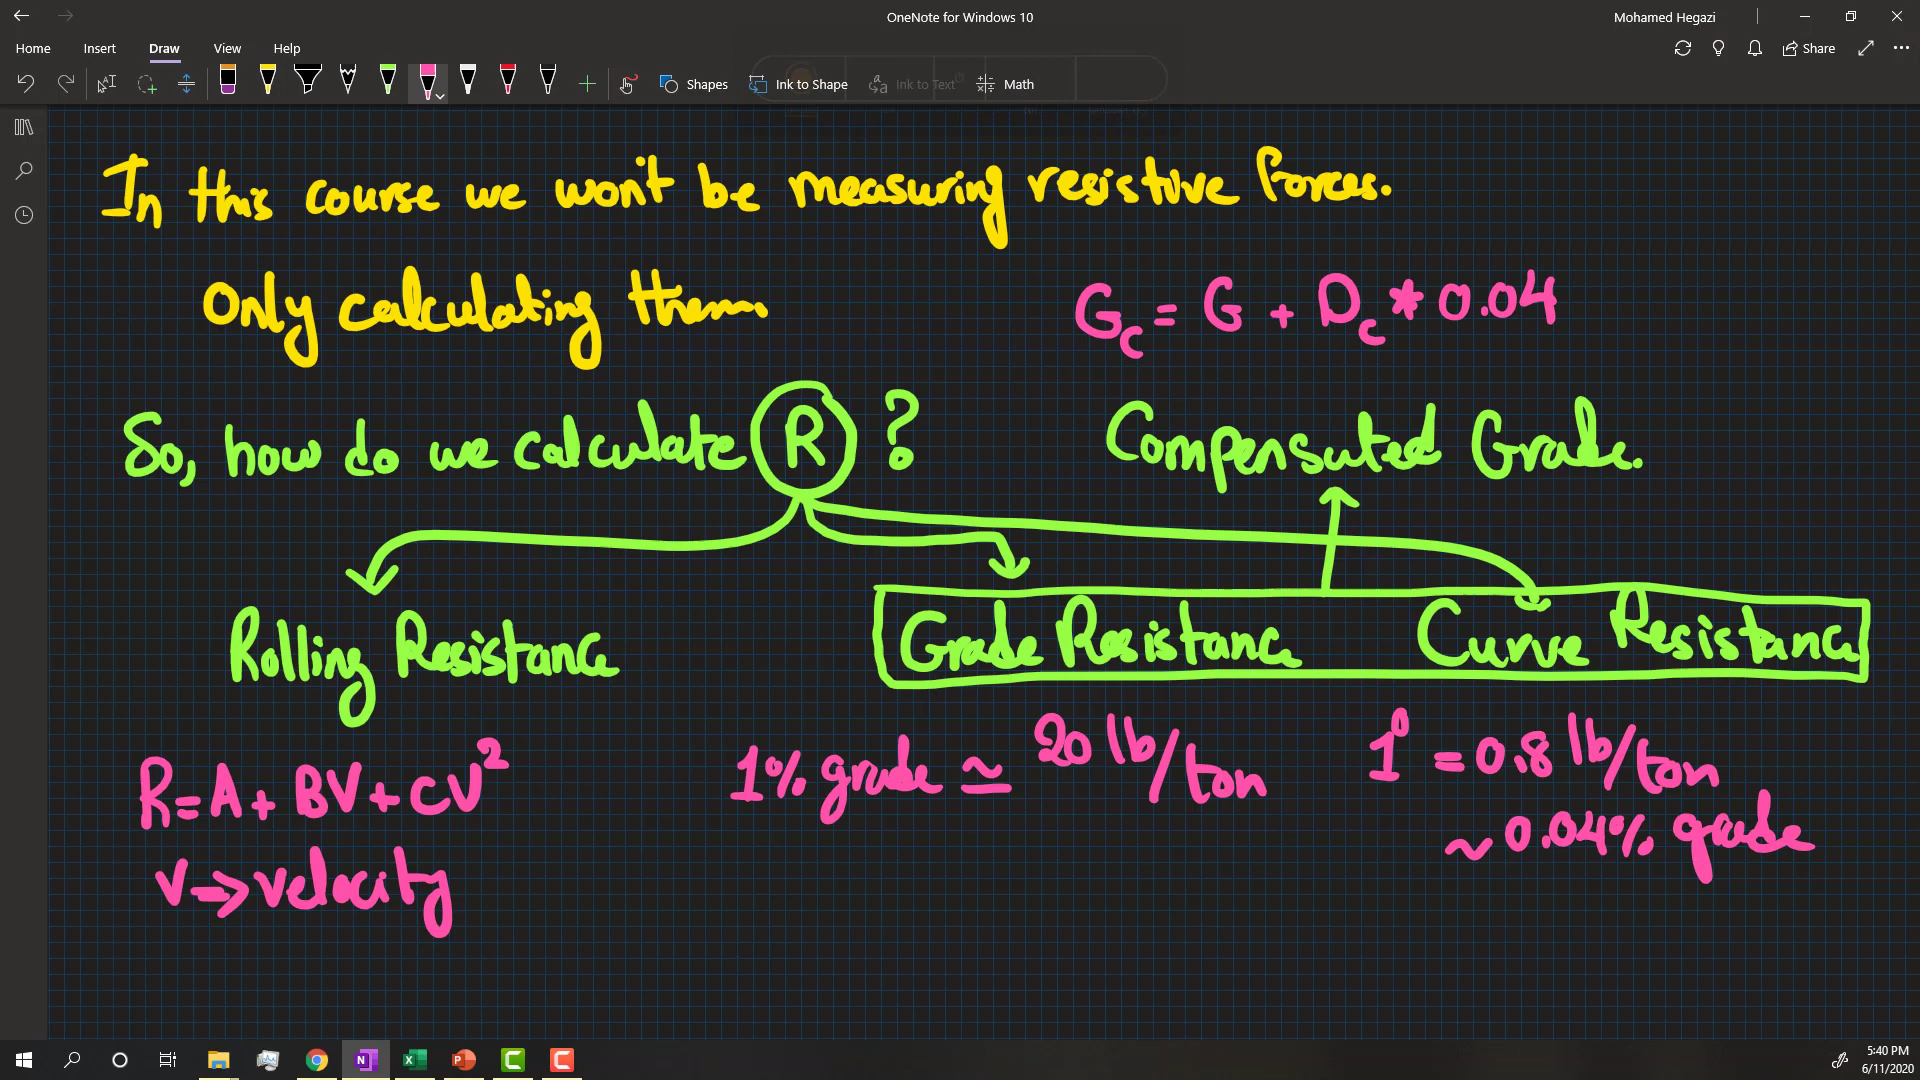 OneNote for Windows 10
Mohamed Hegazi
Home Insert Draw View Help
Share
Shapes Ink to Shape Ink to Text Math
In this course we won't be measuring resistive forces.
Only calculating them
Gc = G + Dc * 0.04
So, how do we calculate R ?
Compensated Grade.
Rolling Resistance
Grade Resistance Curve Resistance
R = A + BV + CV²
V → velocity
1% grade ≃ 20 lb/ton
1° = 0.8 lb/ton
~ 0.04% grade
5:40 PM
6/11/2020